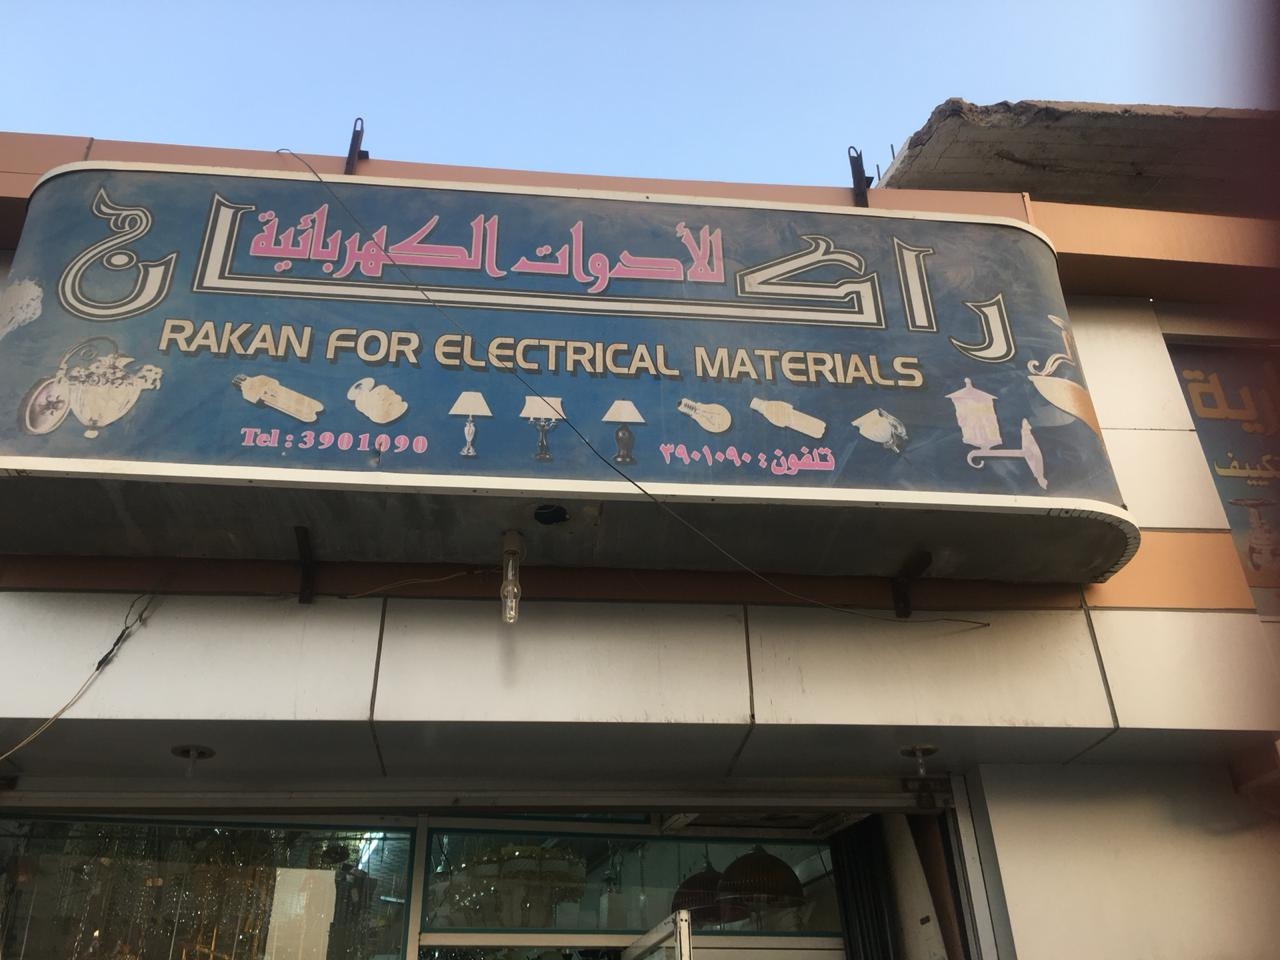 راكان
للأدوات الكهربائية
RAKAN FOR ELECTRICAL MATERIALS
Tel : 3901090
تلفون : ٣٩٠١٠٩٠